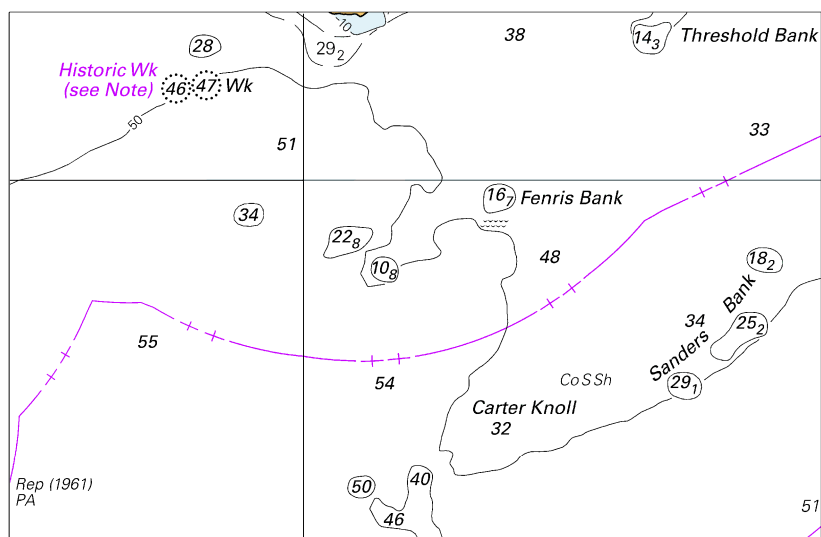 -10
29₂
38
14₃ Threshold Bank
28
Historic Wk
(see Note)
46
47 Wk
50
51
33
34
16₇ Fenris Bank
22₈
10₈
48
18₂
Sanders Bank
34
25₂
29₁
55
54
CoSSh
Carter Knoll
32
Rep (1961)
PA
50
40
46
51